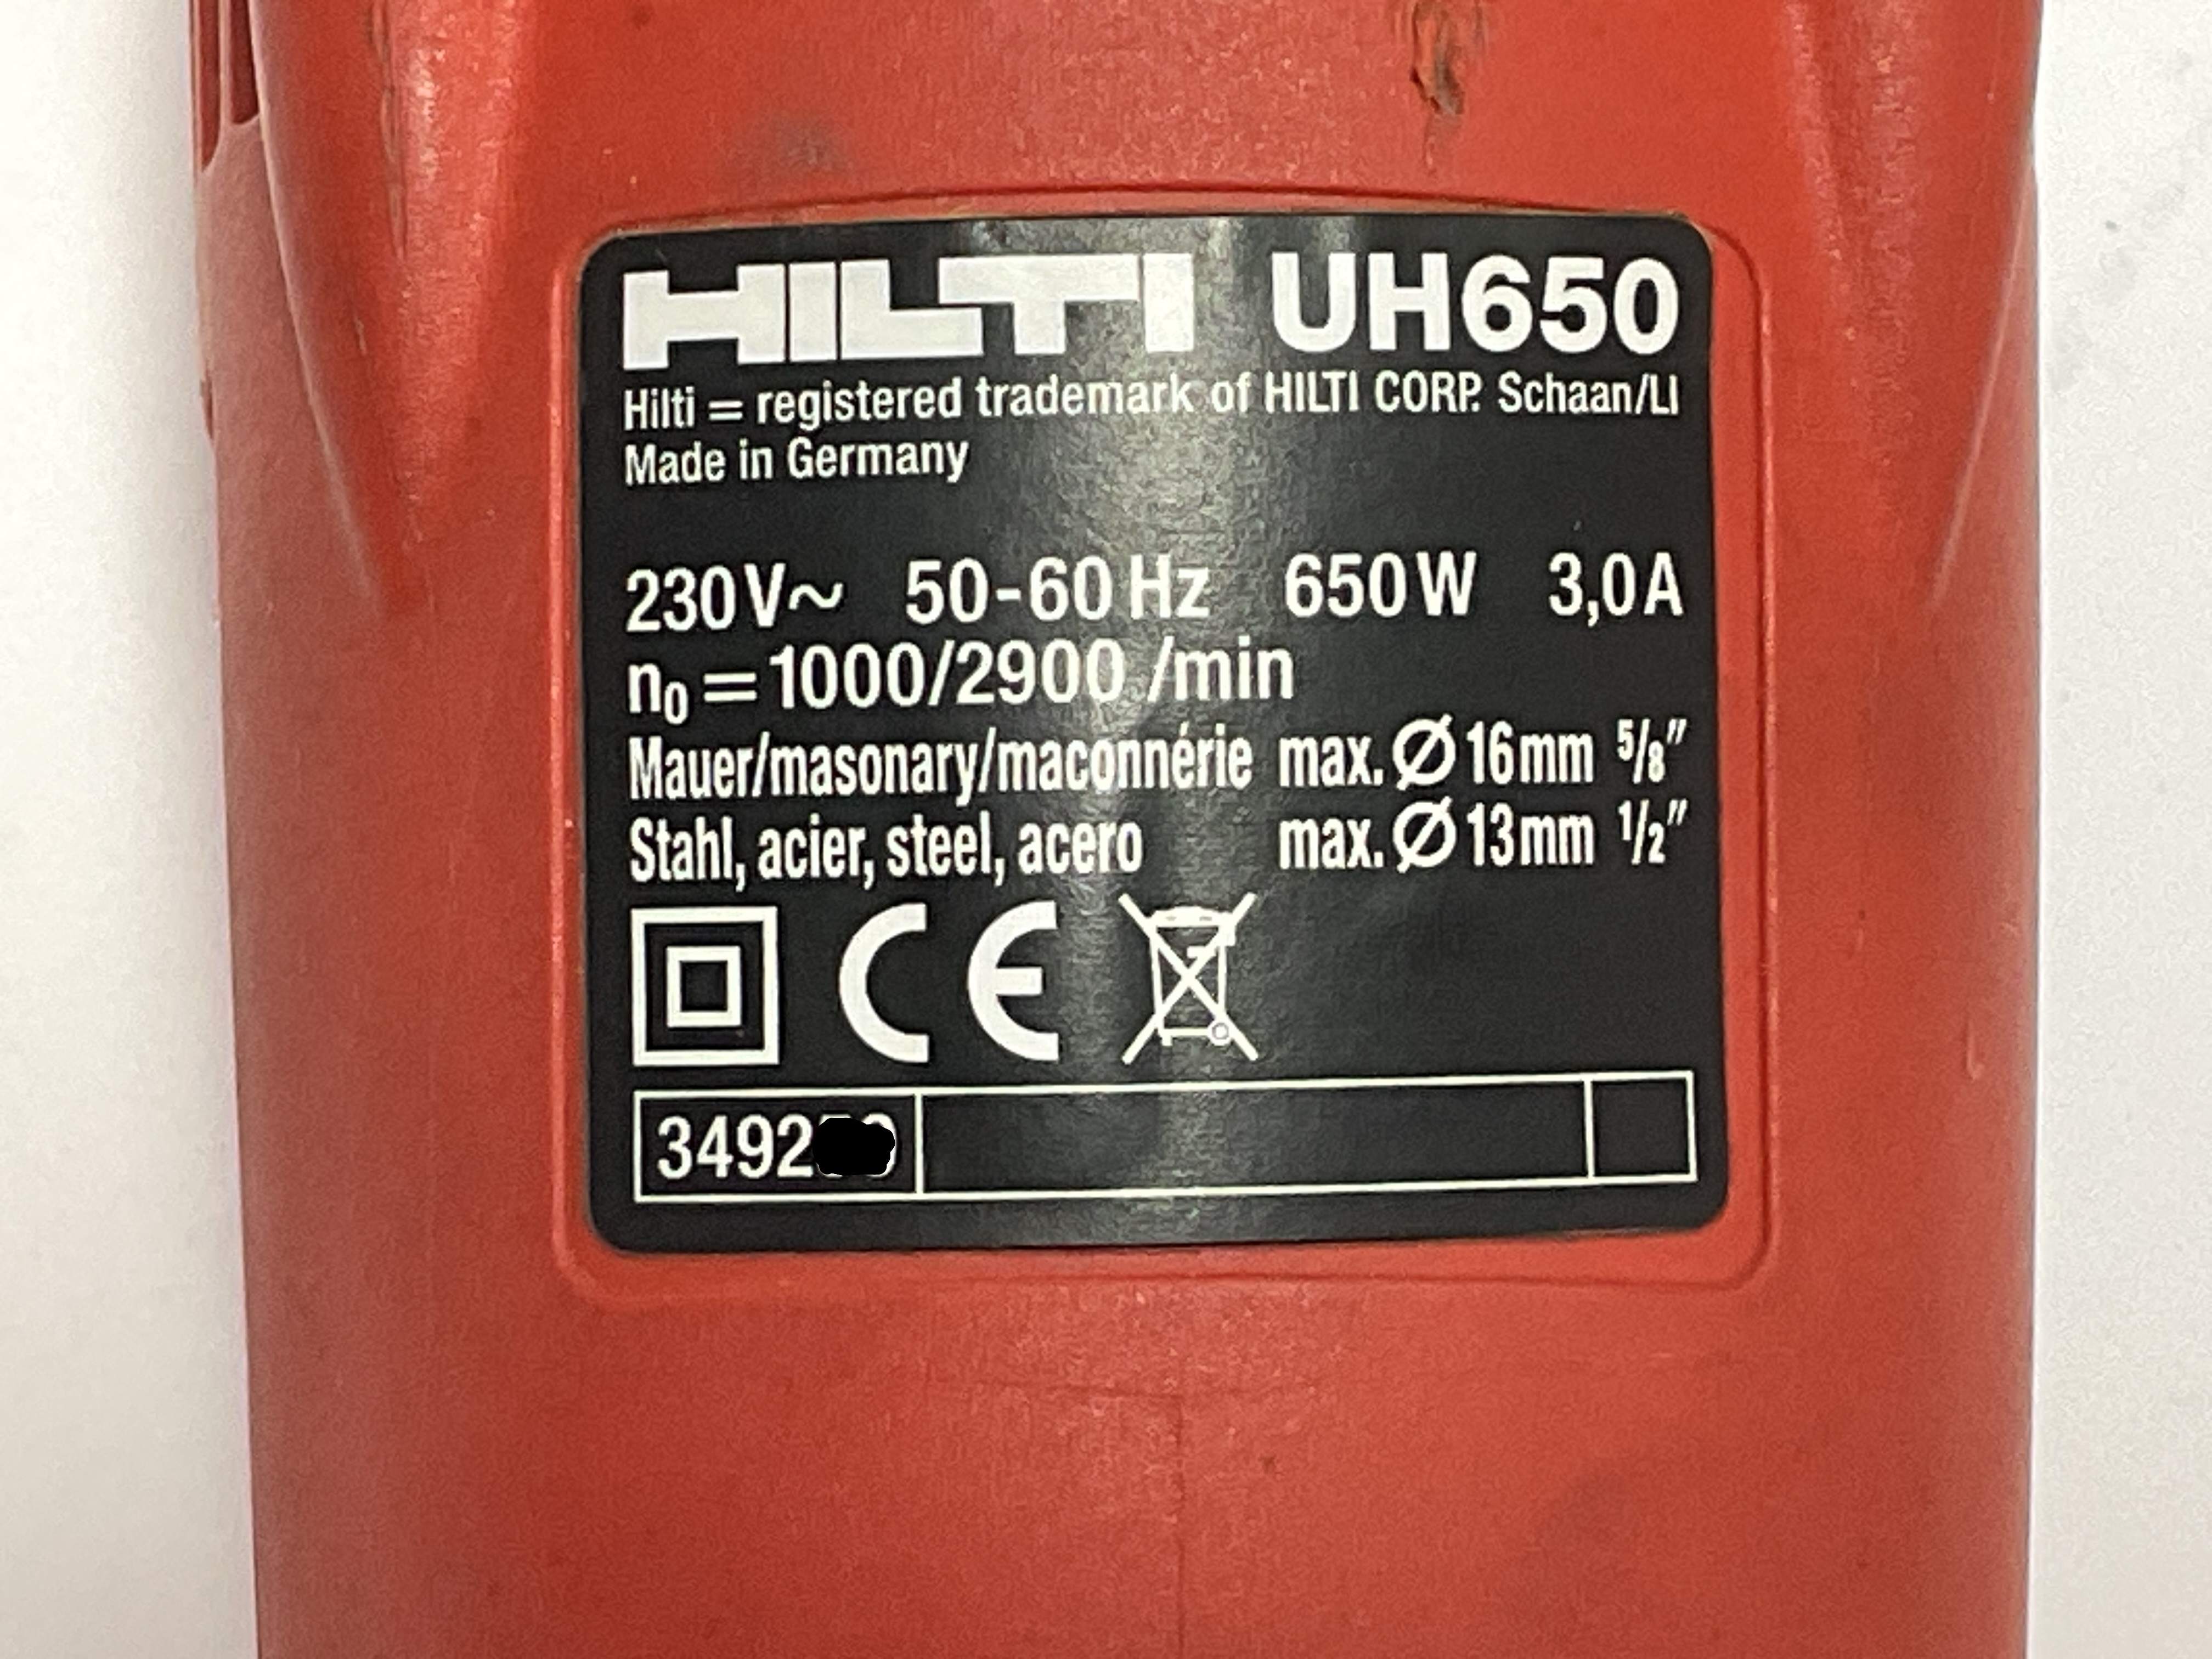 HILTI UH650
Hilti = registered trademark of HILTI CORP. Schaan/LI
Made in Germany
230V~ 50-60Hz 650W 3,0A
n₀=1000/2900 /min
Mauer/masonary/maconnérie max. Ø 16mm 5/8"
Stahl, acier, steel, acero max. Ø 13mm 1/2"
CE
3492